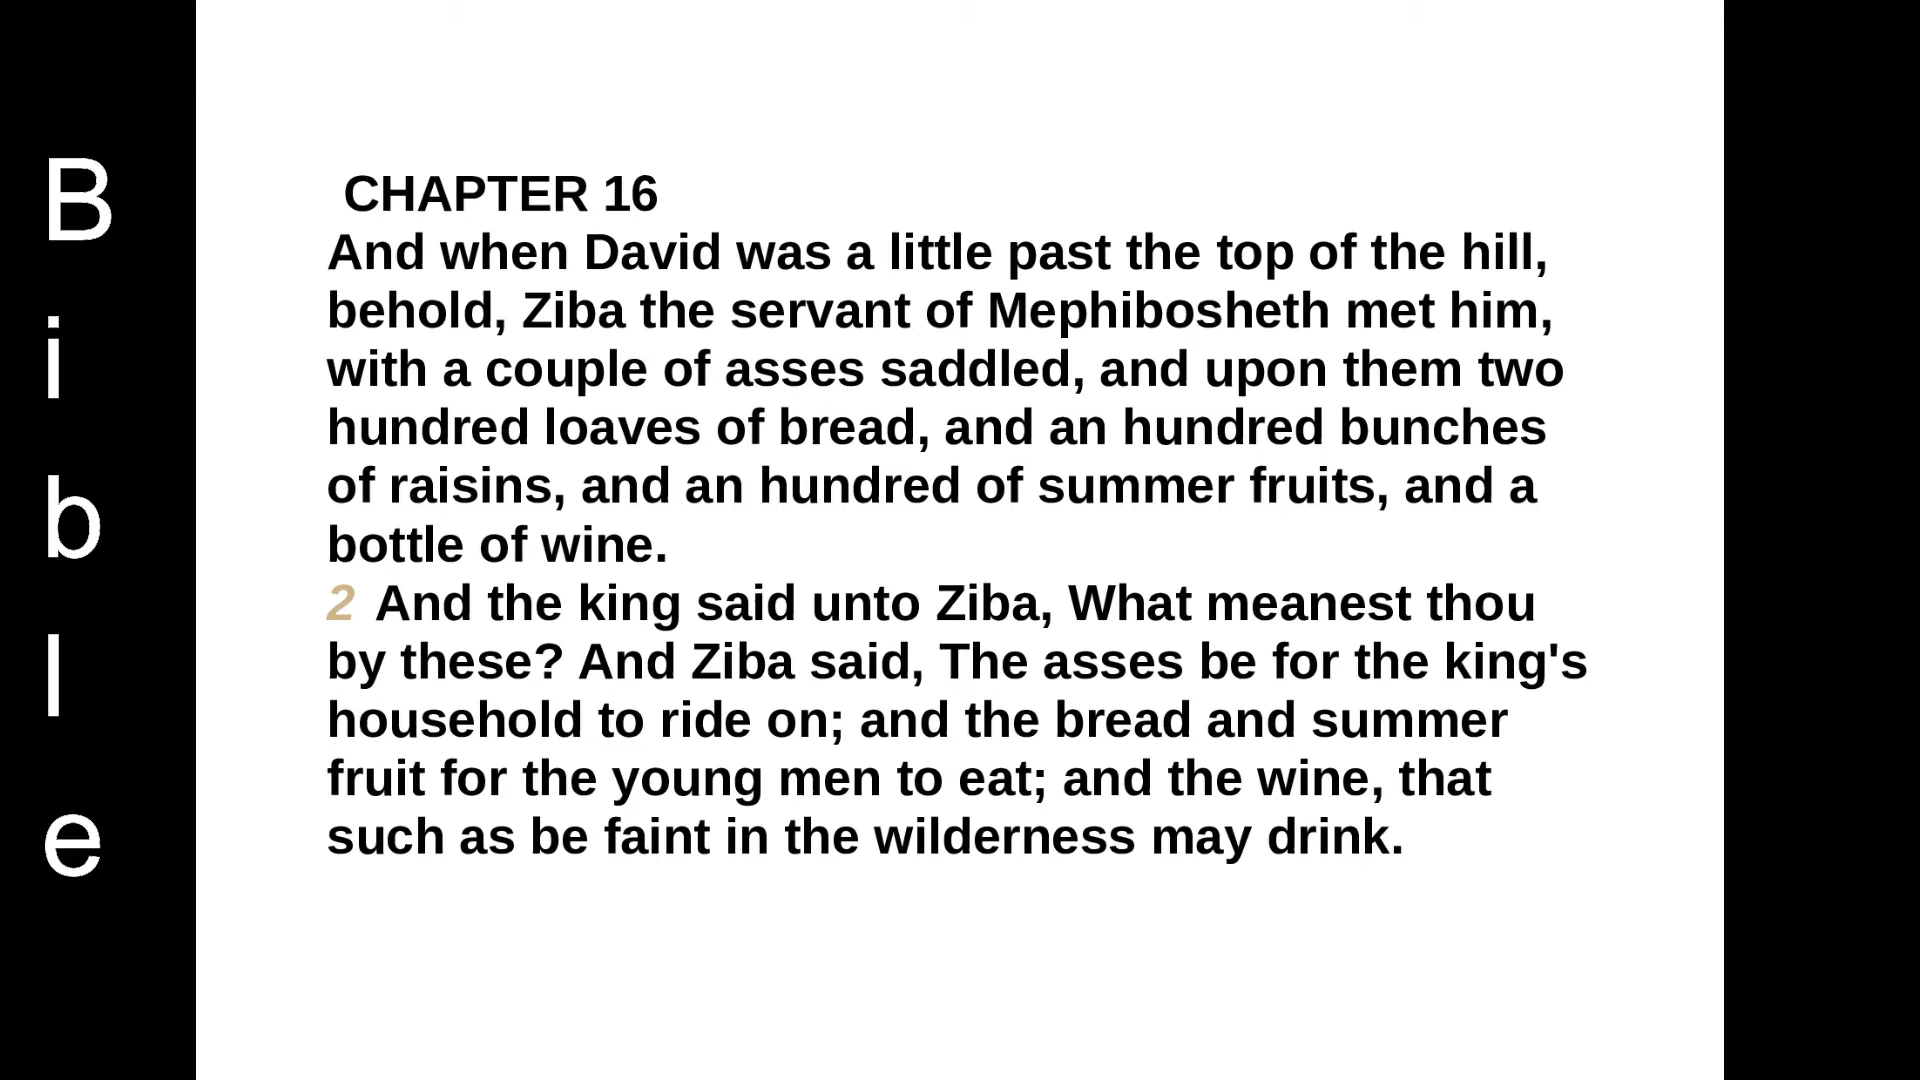 Bible
CHAPTER 16
And when David was a little past the top of the hill,
behold, Ziba the servant of Mephibosheth met him,
with a couple of asses saddled, and upon them two
hundred loaves of bread, and an hundred bunches
of raisins, and an hundred of summer fruits, and a
bottle of wine.
2 And the king said unto Ziba, What meanest thou
by these? And Ziba said, The asses be for the king's
household to ride on; and the bread and summer
fruit for the young men to eat; and the wine, that
such as be faint in the wilderness may drink.